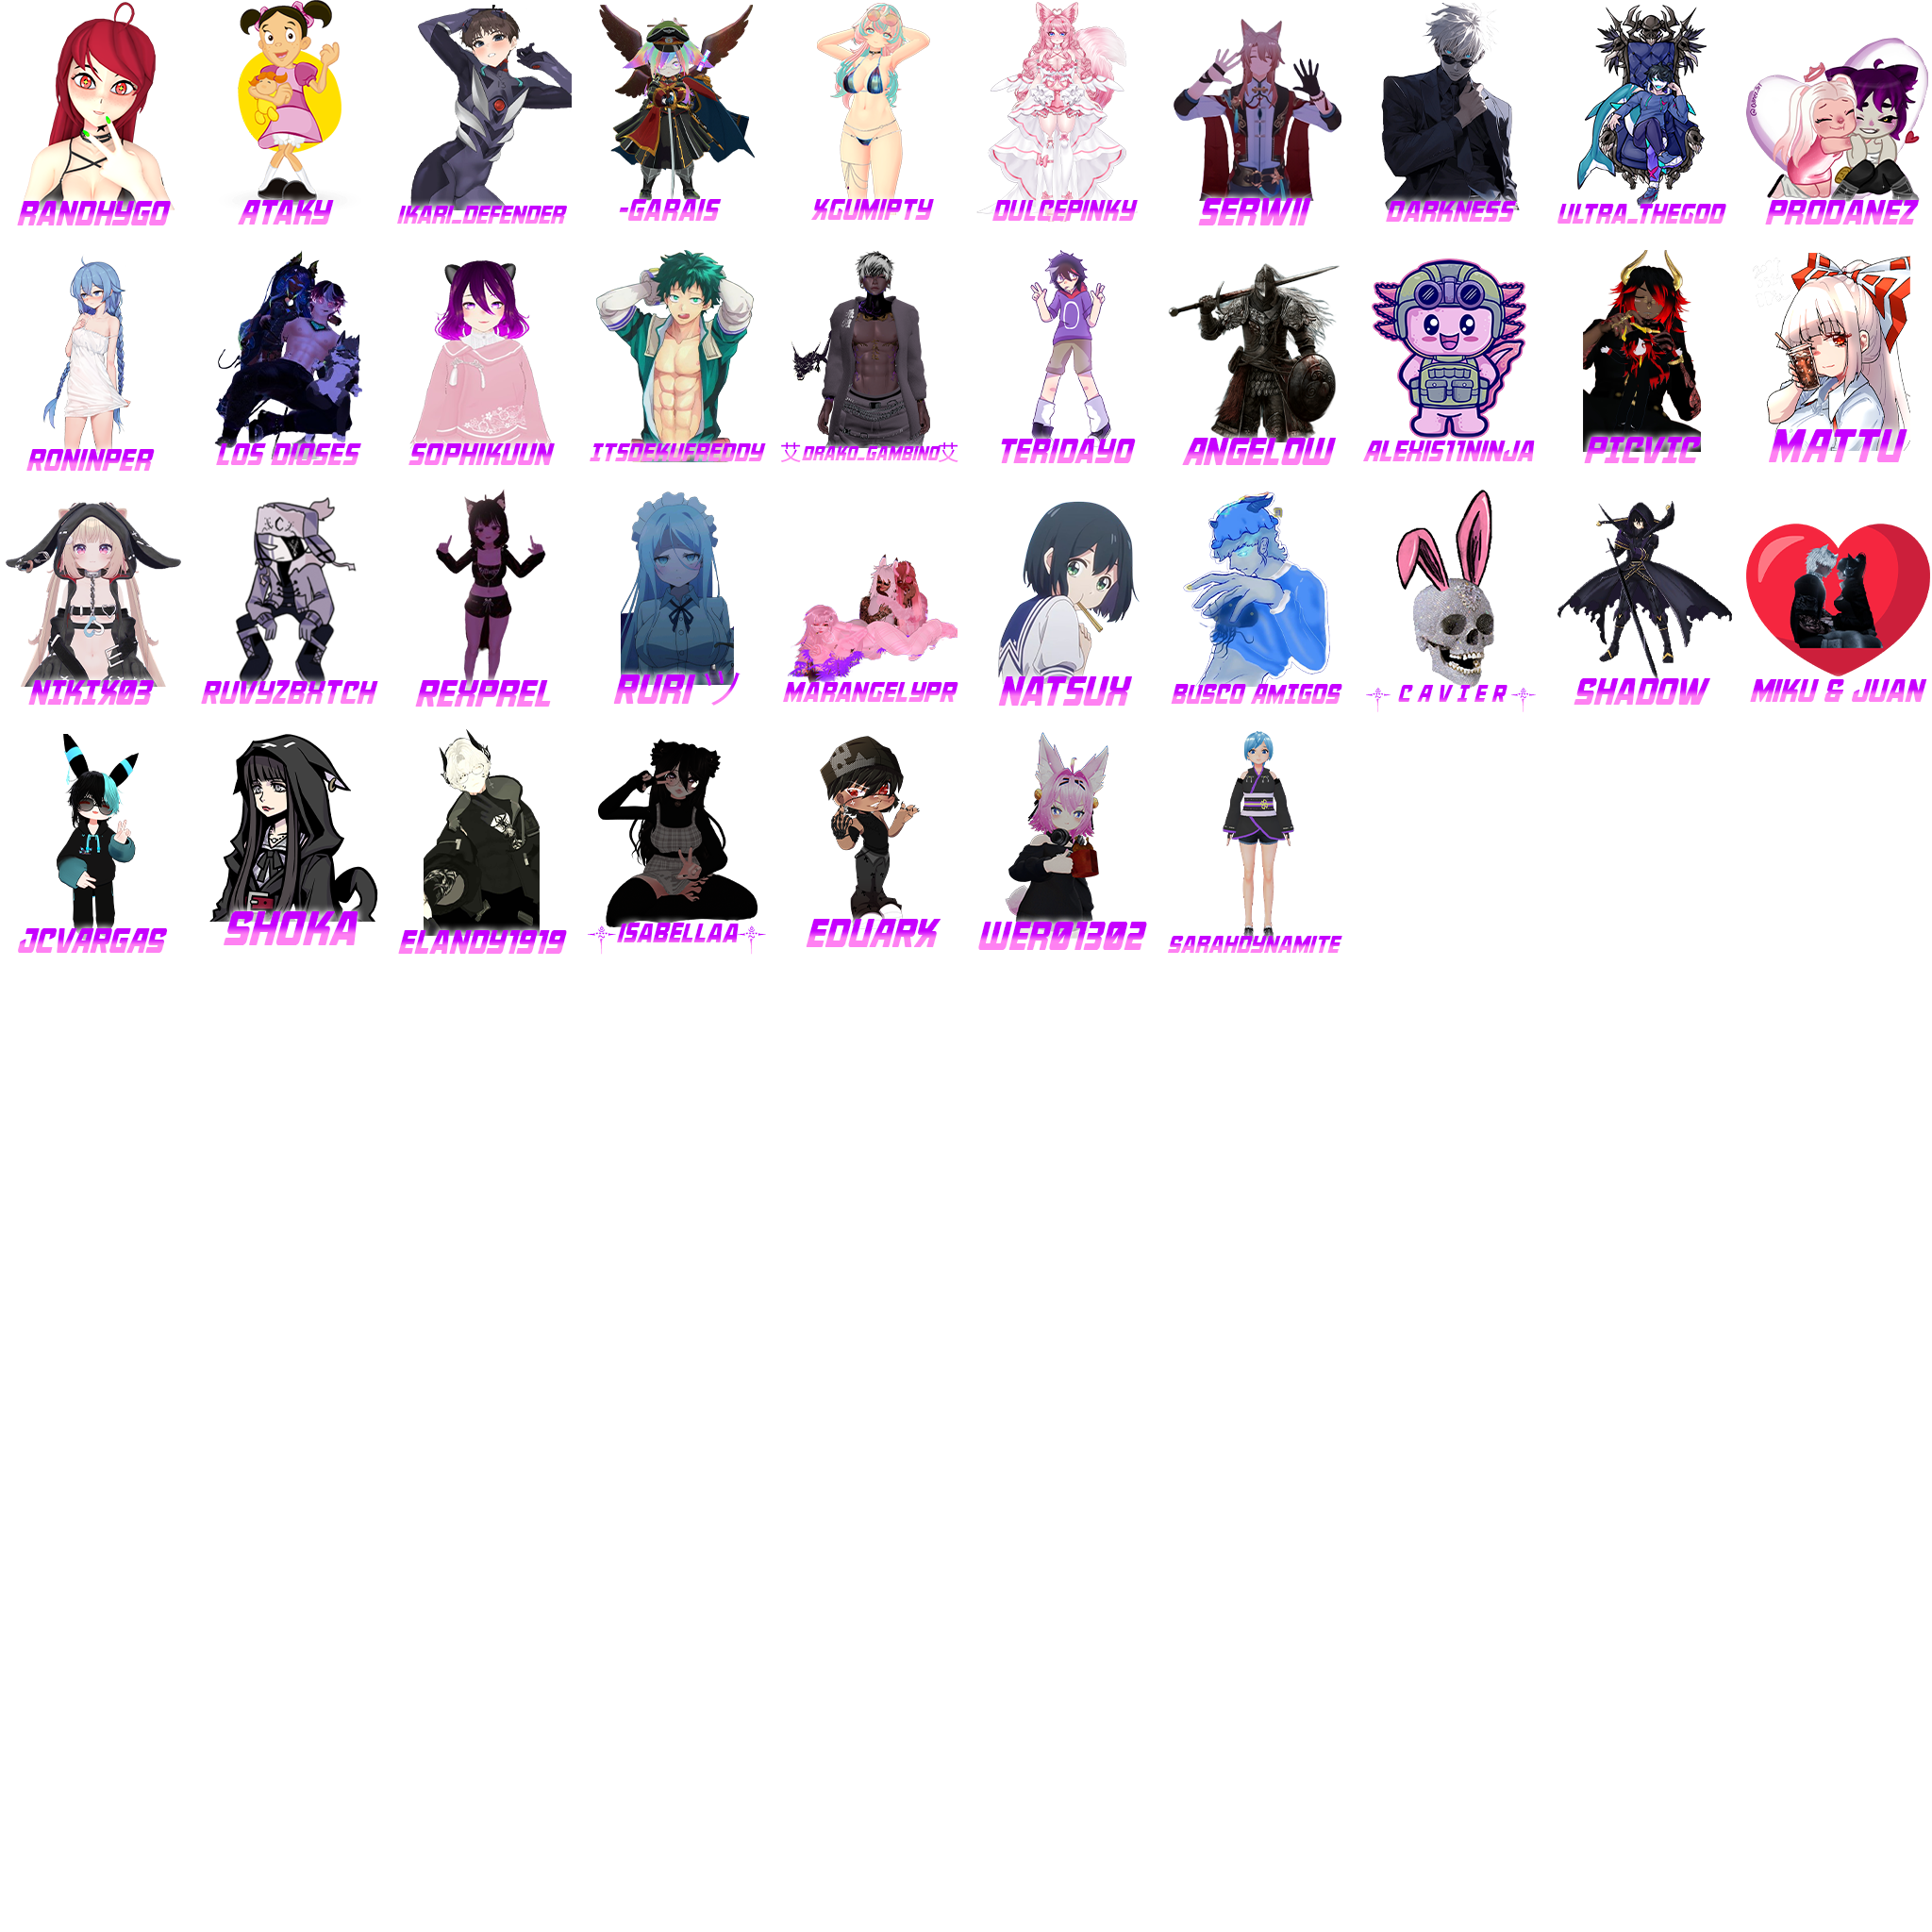 RANDHYGO
ATAKY
IKARI_DEFENDER
-GARAIS
XGUMIPTY
DULCEPINKY
SERWII
DARKNESS
ULTRA_THEGOD
PRODANEZ
RONINPER
LOS DIOSES
SOPHIKUUN
ITSDEKUFREDDY
艾DRAKO_GAMBINO艾
TERIDAYO
ANGELOW
ALEXIS11NINJA
PICVIC
MATTU
NIKIK03
RUVYZBXTCH
REXPREL
RURI ツ
MARANGELYPR
NATSUX
BUSCO AMIGOS
C A V I E R
SHADOW
MIKU & JUAN
JCVARGAS
SHOKA
ELANDY1919
ISABELLAA
EDUARK
WER01302
SARAHDYNAMITE